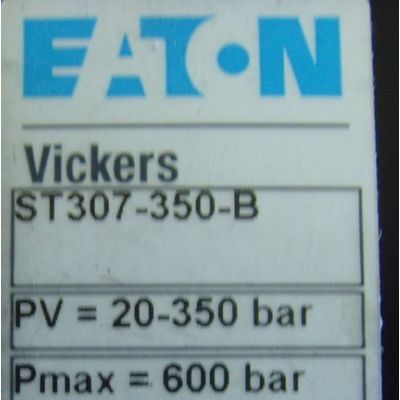 EATON
Vickers
ST307-350-B
PV = 20-350 bar
Pmax = 600 bar